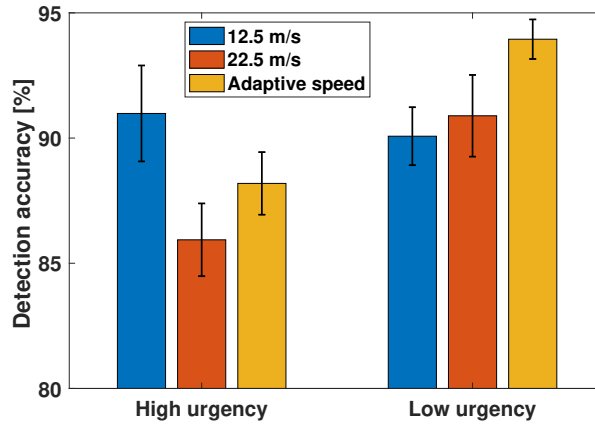 Detection accuracy [%]
95
90
85
80
12.5 m/s
22.5 m/s
Adaptive speed
High urgency
Low urgency